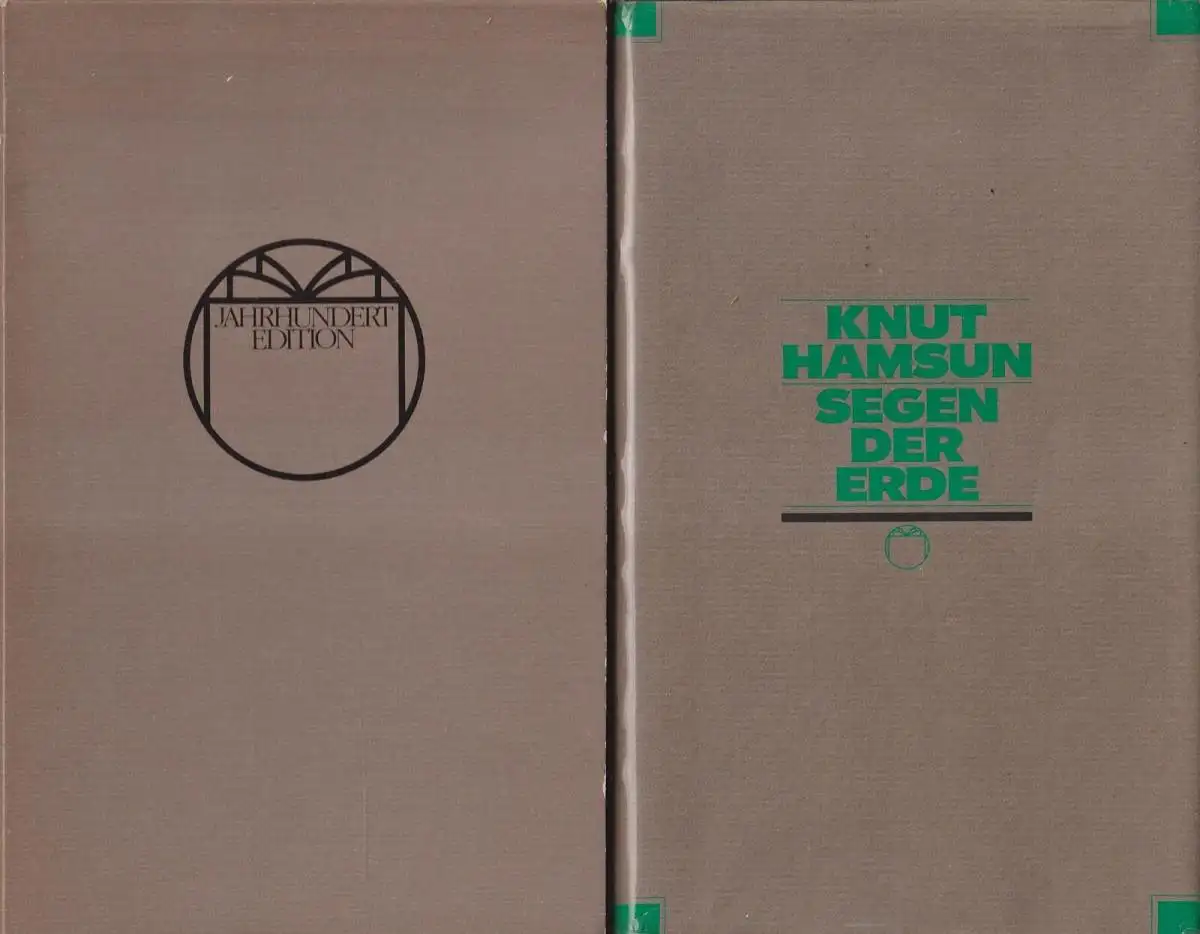 JAHRHUNDERT
EDITION
KNUT
HAMSUN
SEGEN
DER
ERDE